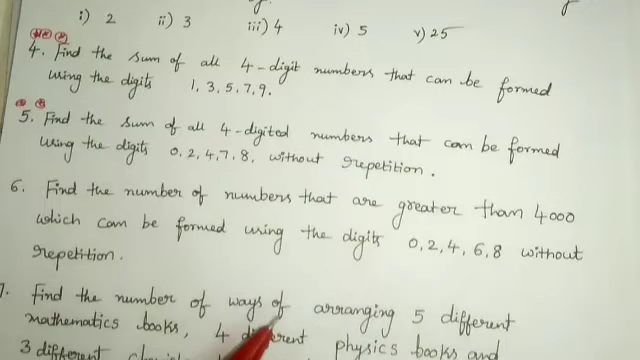 i) 2 ii) 3 iii) 4 iv) 5 v) 25
4. Find the sum of all 4-digit numbers that can be formed
using the digits 1, 3, 5, 7, 9.
5. Find the sum of all 4-digited numbers that can be formed
using the digits 0, 2, 4, 7, 8, without repetition.
6. Find the number of numbers that are greater than 4000
which can be formed using the digits 0, 2, 4, 6, 8 without
repetition.
7. Find the number of ways of arranging 5 different
mathematics books, 4 different physics books and
3 different